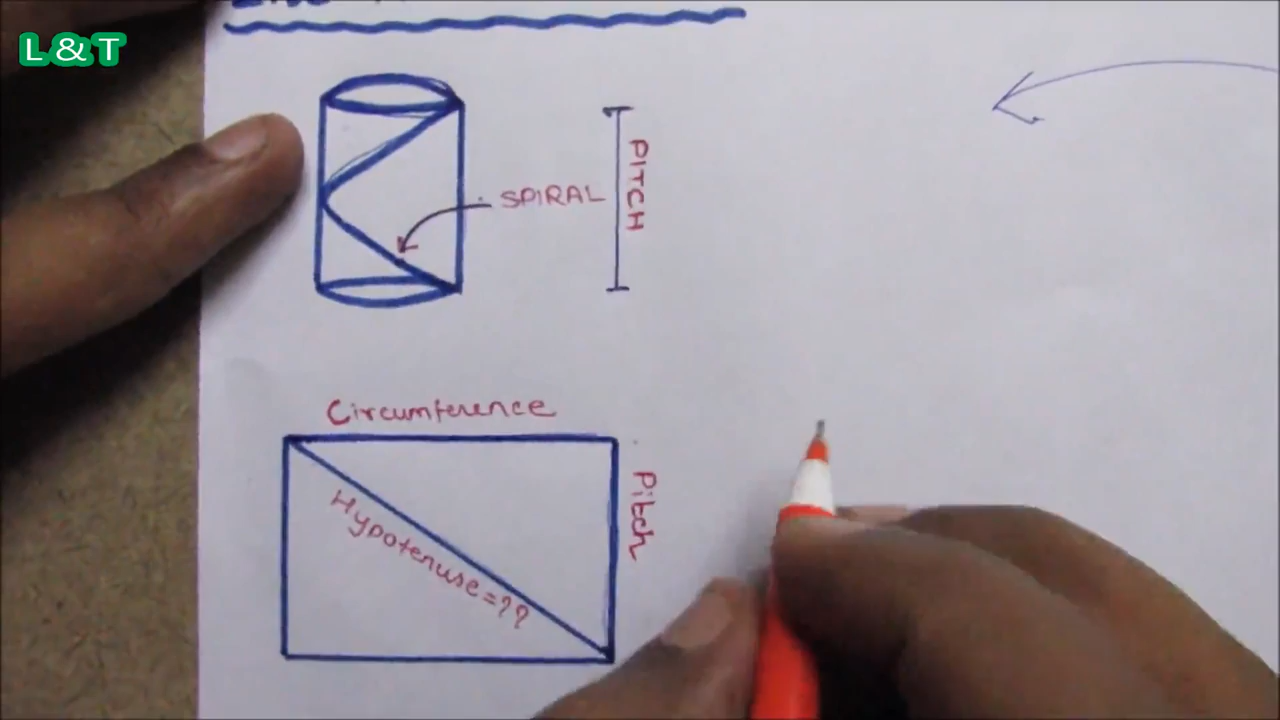 L & T
SPIRAL
PITCH
Circumference
Pitch
Hypotenuse = ??